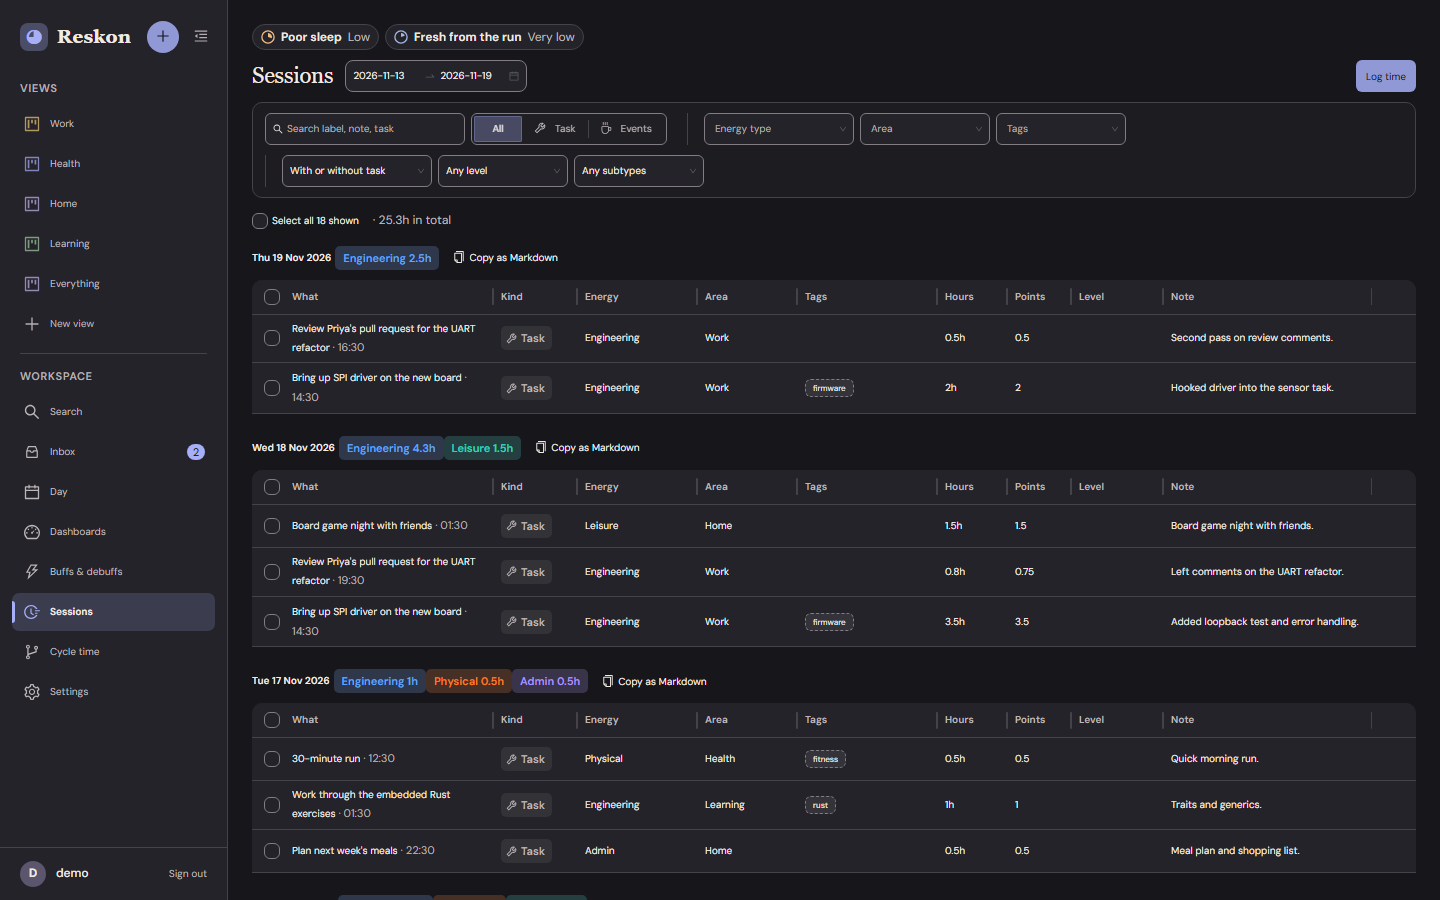 Reskon
VIEWS
Work
Health
Home
Learning
Everything
New view
WORKSPACE
Search
Inbox 2
Day
Dashboards
Buffs & debuffs
Sessions
Cycle time
Settings
D demo Sign out
Poor sleep Low Fresh from the run Very low
Sessions 2026-11-13 → 2026-11-19 Log time
Search label, note, task All Task Events Energy type Area Tags
With or without task Any level Any subtypes
Select all 18 shown · 25.3h in total
Thu 19 Nov 2026 Engineering 2.5h Copy as Markdown
What Kind Energy Area Tags Hours Points Level Note
Review Priya's pull request for the UART
refactor · 16:30 Task Engineering Work 0.5h 0.5 Second pass on review comments.
Bring up SPI driver on the new board ·
14:30 Task Engineering Work firmware 2h 2 Hooked driver into the sensor task.
Wed 18 Nov 2026 Engineering 4.3h Leisure 1.5h Copy as Markdown
What Kind Energy Area Tags Hours Points Level Note
Board game night with friends · 01:30 Task Leisure Home 1.5h 1.5 Board game night with friends.
Review Priya's pull request for the UART
refactor · 19:30 Task Engineering Work 0.8h 0.75 Left comments on the UART refactor.
Bring up SPI driver on the new board ·
14:30 Task Engineering Work firmware 3.5h 3.5 Added loopback test and error handling.
Tue 17 Nov 2026 Engineering 1h Physical 0.5h Admin 0.5h Copy as Markdown
What Kind Energy Area Tags Hours Points Level Note
30-minute run · 12:30 Task Physical Health fitness 0.5h 0.5 Quick morning run.
Work through the embedded Rust
exercises · 01:30 Task Engineering Learning rust 1h 1 Traits and generics.
Plan next week's meals · 22:30 Task Admin Home 0.5h 0.5 Meal plan and shopping list.